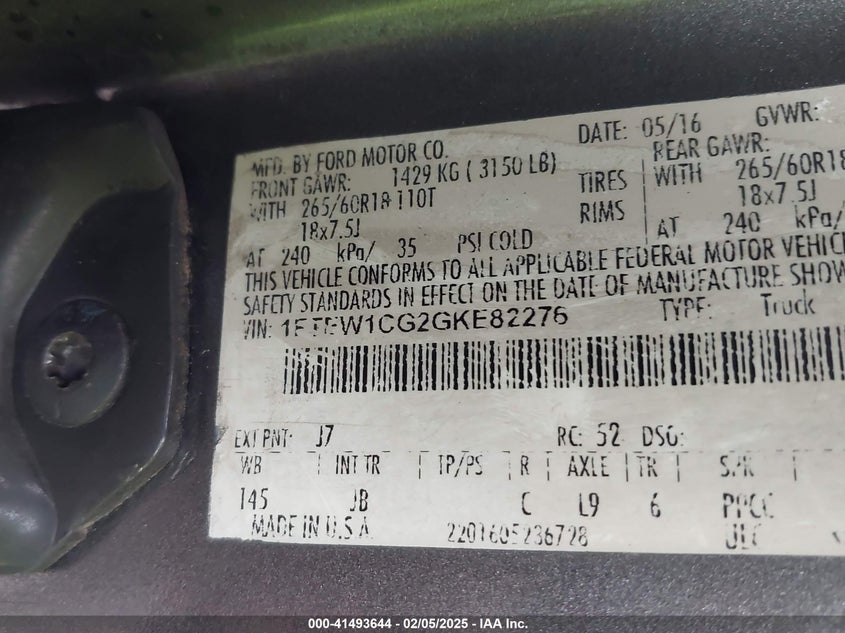 MFD. BY FORD MOTOR CO.
DATE: 05/16 GVWR:
FRONT GAWR: 1429 KG ( 3150 LB)
REAR GAWR:
WITH 265/60R18 110T TIRES WITH 265/60R18
18x7.5J RIMS 18x7.5J
AT 240 kPa/ 35 PSI COLD AT 240 kPa/
THIS VEHICLE CONFORMS TO ALL APPLICABLE FEDERAL MOTOR VEHICLE
SAFETY STANDARDS IN EFFECT ON THE DATE OF MANUFACTURE SHOW
VIN: 1FTEW1CG2GKE82276 TYPE: Truck
EXT PNT: J7 RC: 52 DSO:
WB INT TR TP/PS R AXLE TR SPR
145 JB C L9 6 PPCC
MADE IN U.S.A. 2201605236728 ULC
000-41493644 — 02/05/2025 — IAA Inc.